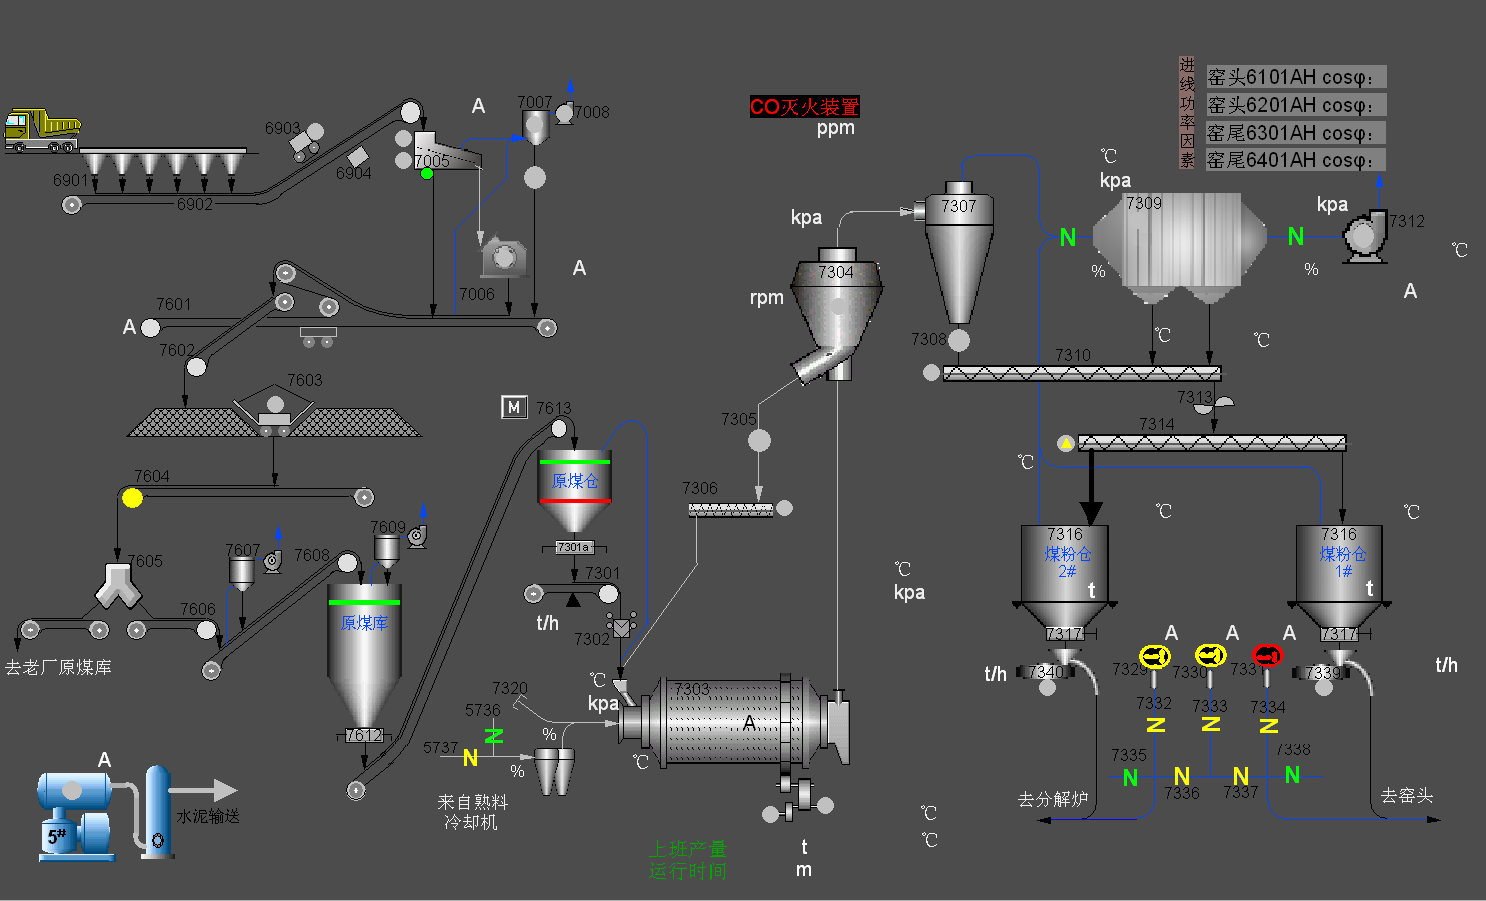 进线功率因素
窑头6101AH cosφ:
窑头6201AH cosφ:
窑尾6301AH cosφ:
窑尾6401AH cosφ:
CO灭火装置
ppm
A
7007
7008
6903
6904
7005
6901
6902
℃
kpa
7309
7307
kpa
kpa
7312
N
N
℃
%
%
A
7304
rpm
A
7006
7601
A
7602
7308
℃
℃
7310
7603
M
7613
7305
7313
7314
原煤仓
℃
7604
7306
℃
℃
7609
7607
7608
7605
7301a
7301
7316
煤粉仓
2#
t
7316
煤粉仓
1#
t
℃
kpa
7606
原煤库
t/h
7302
7317
7317
A
A
A
去老厂原煤库
t/h
7340
7329
7330
7331
7339
t/h
℃
kpa
7303
7320
5736
A
7332
7333
7334
N
N
N
N
5737
N
%
%
℃
7612
7335
7338
N
N
N
N
7336
7337
A
5#
水泥输送
来自熟料
冷却机
去分解炉
去窑头
℃
℃
上班产量
t
运行时间
m